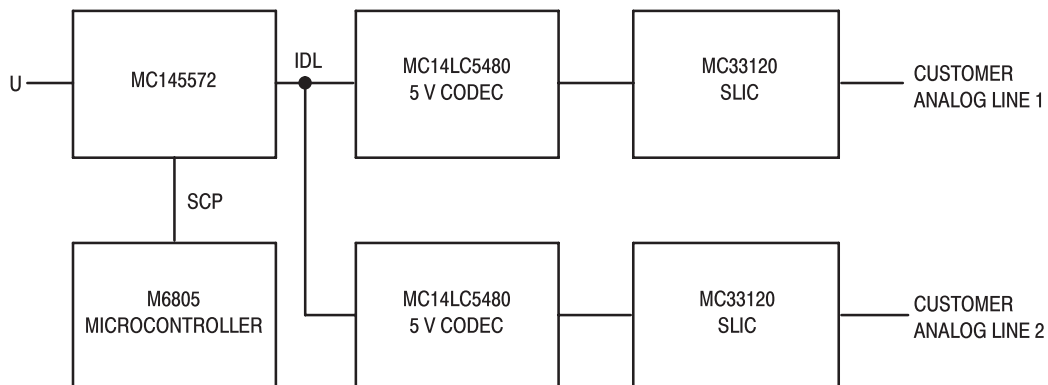 U
MC145572
IDL
MC14LC5480
5 V CODEC
MC33120
SLIC
CUSTOMER
ANALOG LINE 1
SCP
M6805
MICROCONTROLLER
MC14LC5480
5 V CODEC
MC33120
SLIC
CUSTOMER
ANALOG LINE 2